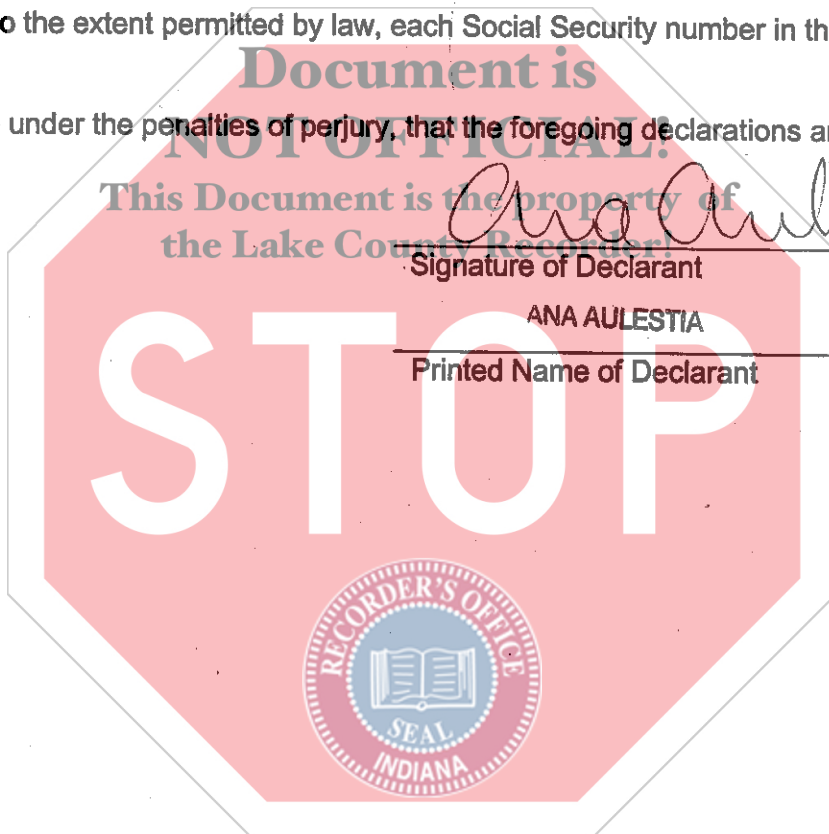 o the extent permitted by law, each Social Security number in th
Document is
under the penalties of perjury, that the foregoing declarations a
NOT OFFICIAL!
This Document is the property of
the Lake County Recorder!
Ana Aul
Signature of Declarant
ANA AULESTIA
Printed Name of Declarant
STOP
RECORDER'S OFFICE
SEAL
INDIANA